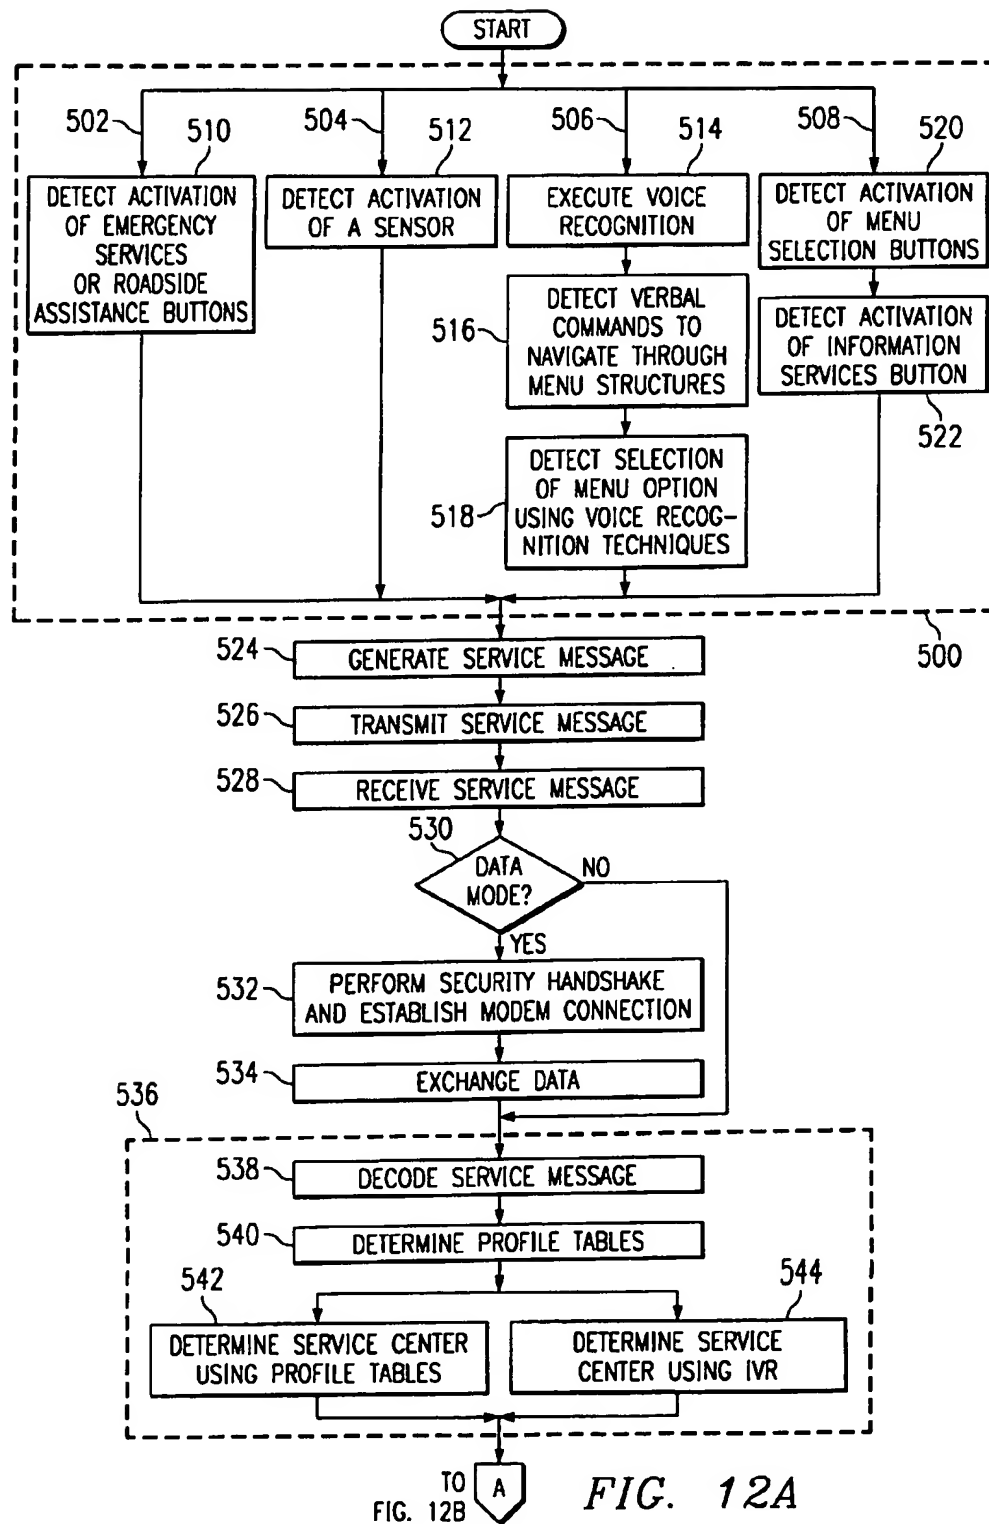 START
502
510
504
512
506
514
508
520
DETECT ACTIVATION
OF EMERGENCY
SERVICES
OR ROADSIDE
ASSISTANCE BUTTONS
DETECT ACTIVATION
OF A SENSOR
EXECUTE VOICE
RECOGNITION
DETECT ACTIVATION
OF MENU
SELECTION BUTTONS
516
DETECT VERBAL
COMMANDS TO
NAVIGATE THROUGH
MENU STRUCTURES
DETECT ACTIVATION
OF INFORMATION
SERVICES BUTTON
522
518
DETECT SELECTION
OF MENU OPTION
USING VOICE RECOG-
NITION TECHNIQUES
500
524
GENERATE SERVICE MESSAGE
526
TRANSMIT SERVICE MESSAGE
528
RECEIVE SERVICE MESSAGE
530
DATA
MODE?
NO
YES
532
PERFORM SECURITY HANDSHAKE
AND ESTABLISH MODEM CONNECTION
534
EXCHANGE DATA
536
538
DECODE SERVICE MESSAGE
540
DETERMINE PROFILE TABLES
542
544
DETERMINE SERVICE CENTER
USING PROFILE TABLES
DETERMINE SERVICE
CENTER USING IVR
TO
FIG. 12B
A
FIG. 12A